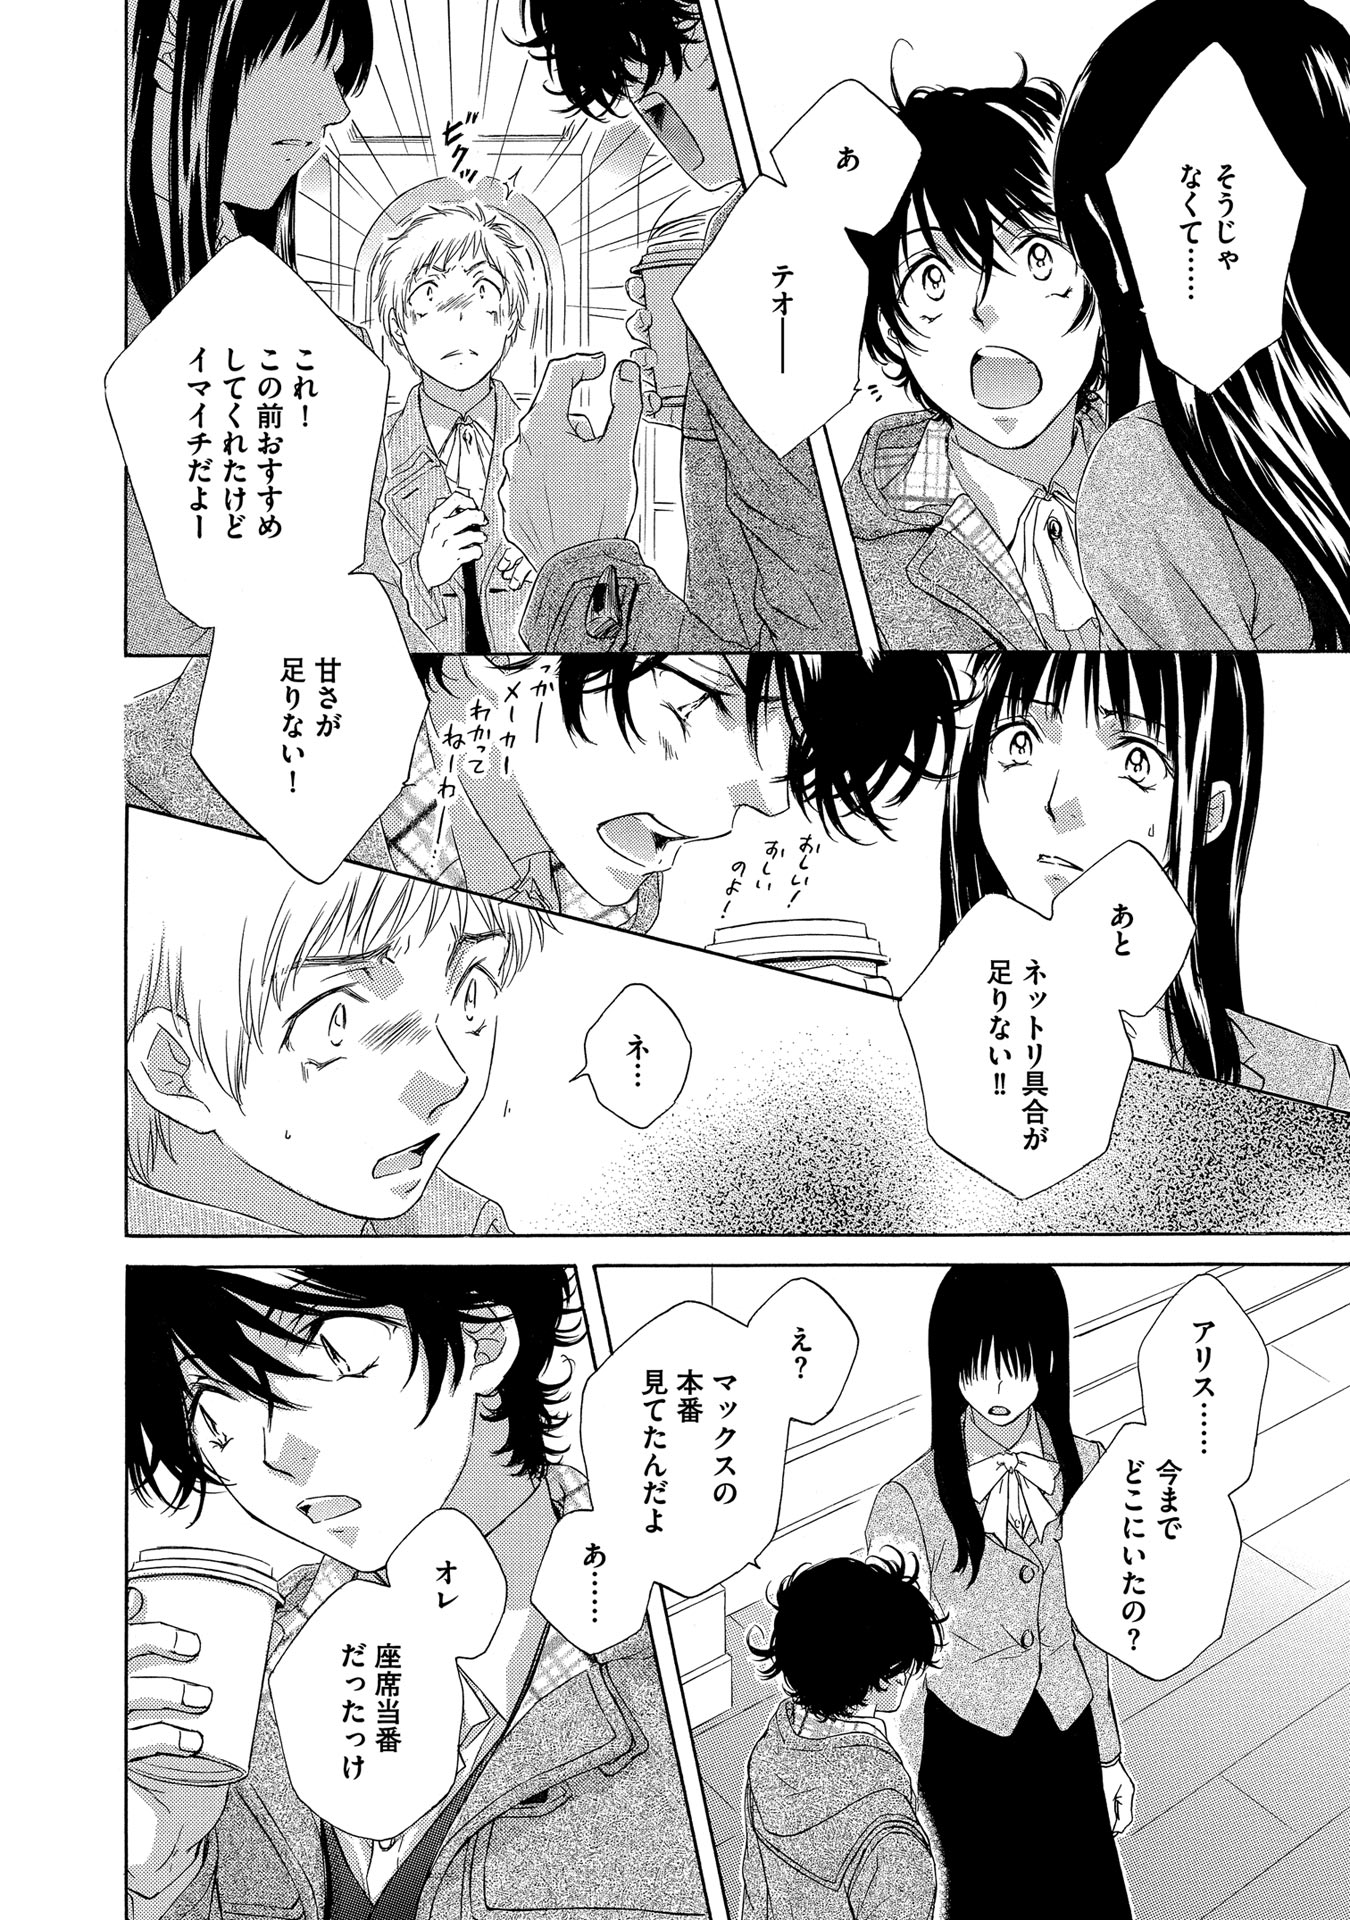 そうじゃ
なくて……
あ
テオ――
ビクッ
これ！
この前おすすめ
してくれたけど
イマイチだよー
甘さが
足りない！
あと
ネットリ具合が
足りない!!
おしい！
おしい
のよ！
っかー
メーカー
わかって
ねーわ…
ネ…
アリス……
今まで
どこにいたの？
え？
マックスの
本番
見てたんだよ
あ……
オレ
座席当番
だったっけ